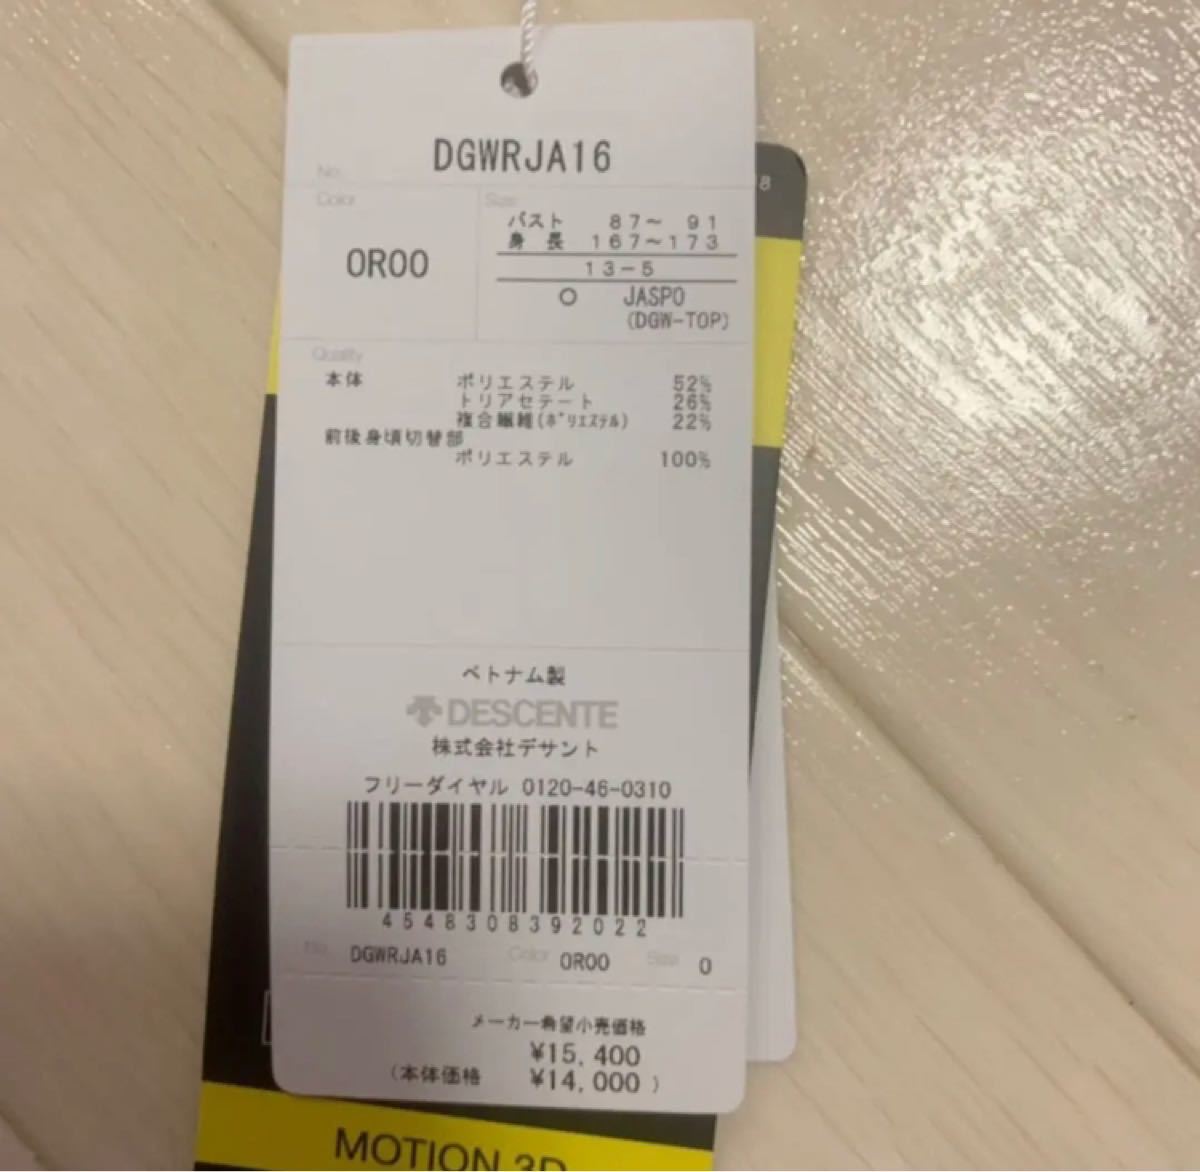 DGWRJA16
No.
Color
Size
バスト 87～ 91
身 長 167～173
OR00
13-5
O JASPO
(DGW-TOP)
Quality
本体 ポリエステル 52%
トリアセテート 26%
複合繊維(ポリエステル) 22%
前後身頃切替部
ポリエステル 100%
ベトナム製
DESCENTE
株式会社デサント
フリーダイヤル 0120-46-0310
4548308392022
No. DGWRJA16 Color OR00 Size O
メーカー希望小売価格
¥15,400
(本体価格 ¥14,000 )
MOTION 3D